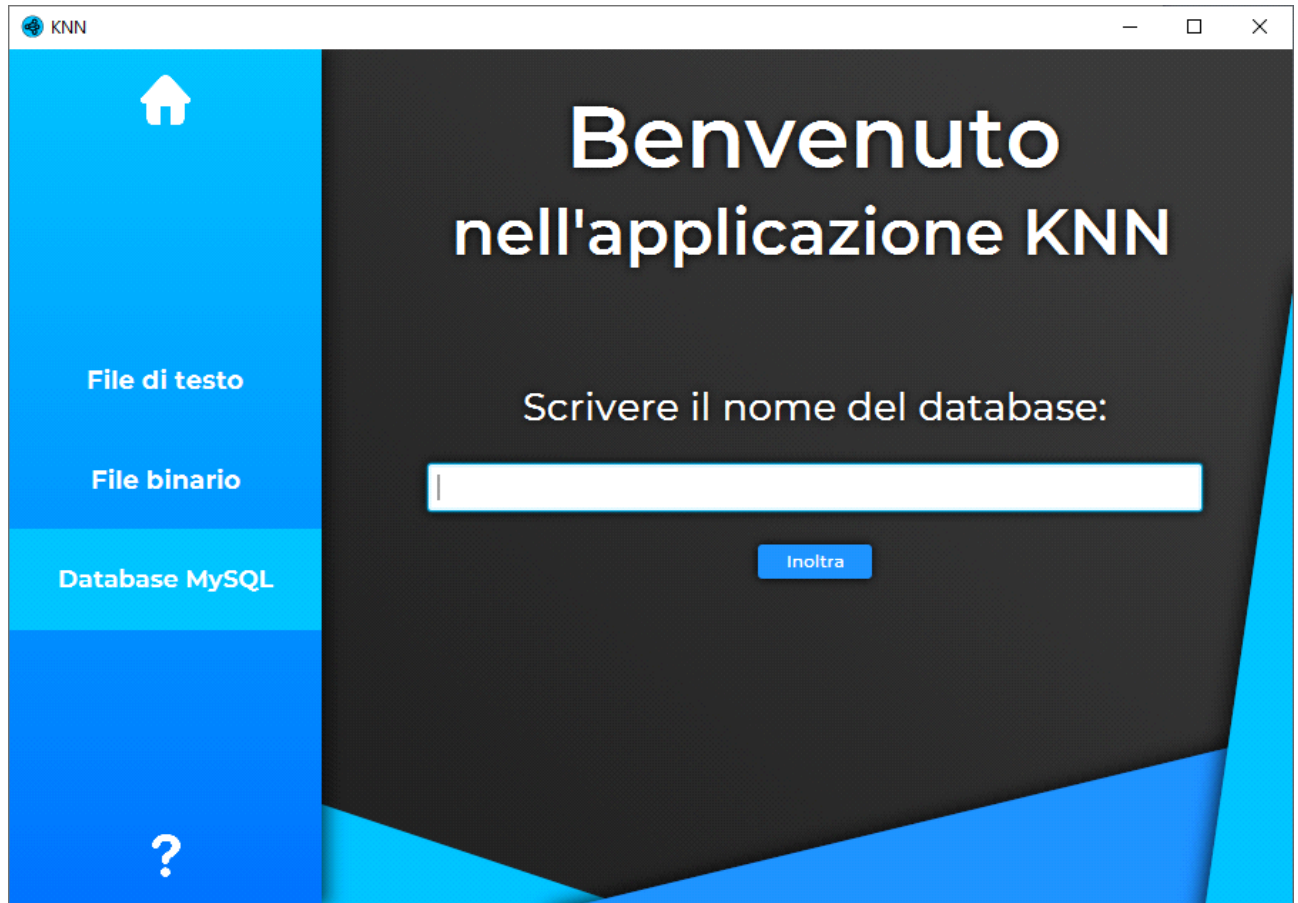 KNN
Benvenuto
nell'applicazione KNN
File di testo
File binario
Database MySQL
?
Scrivere il nome del database:
Inoltra